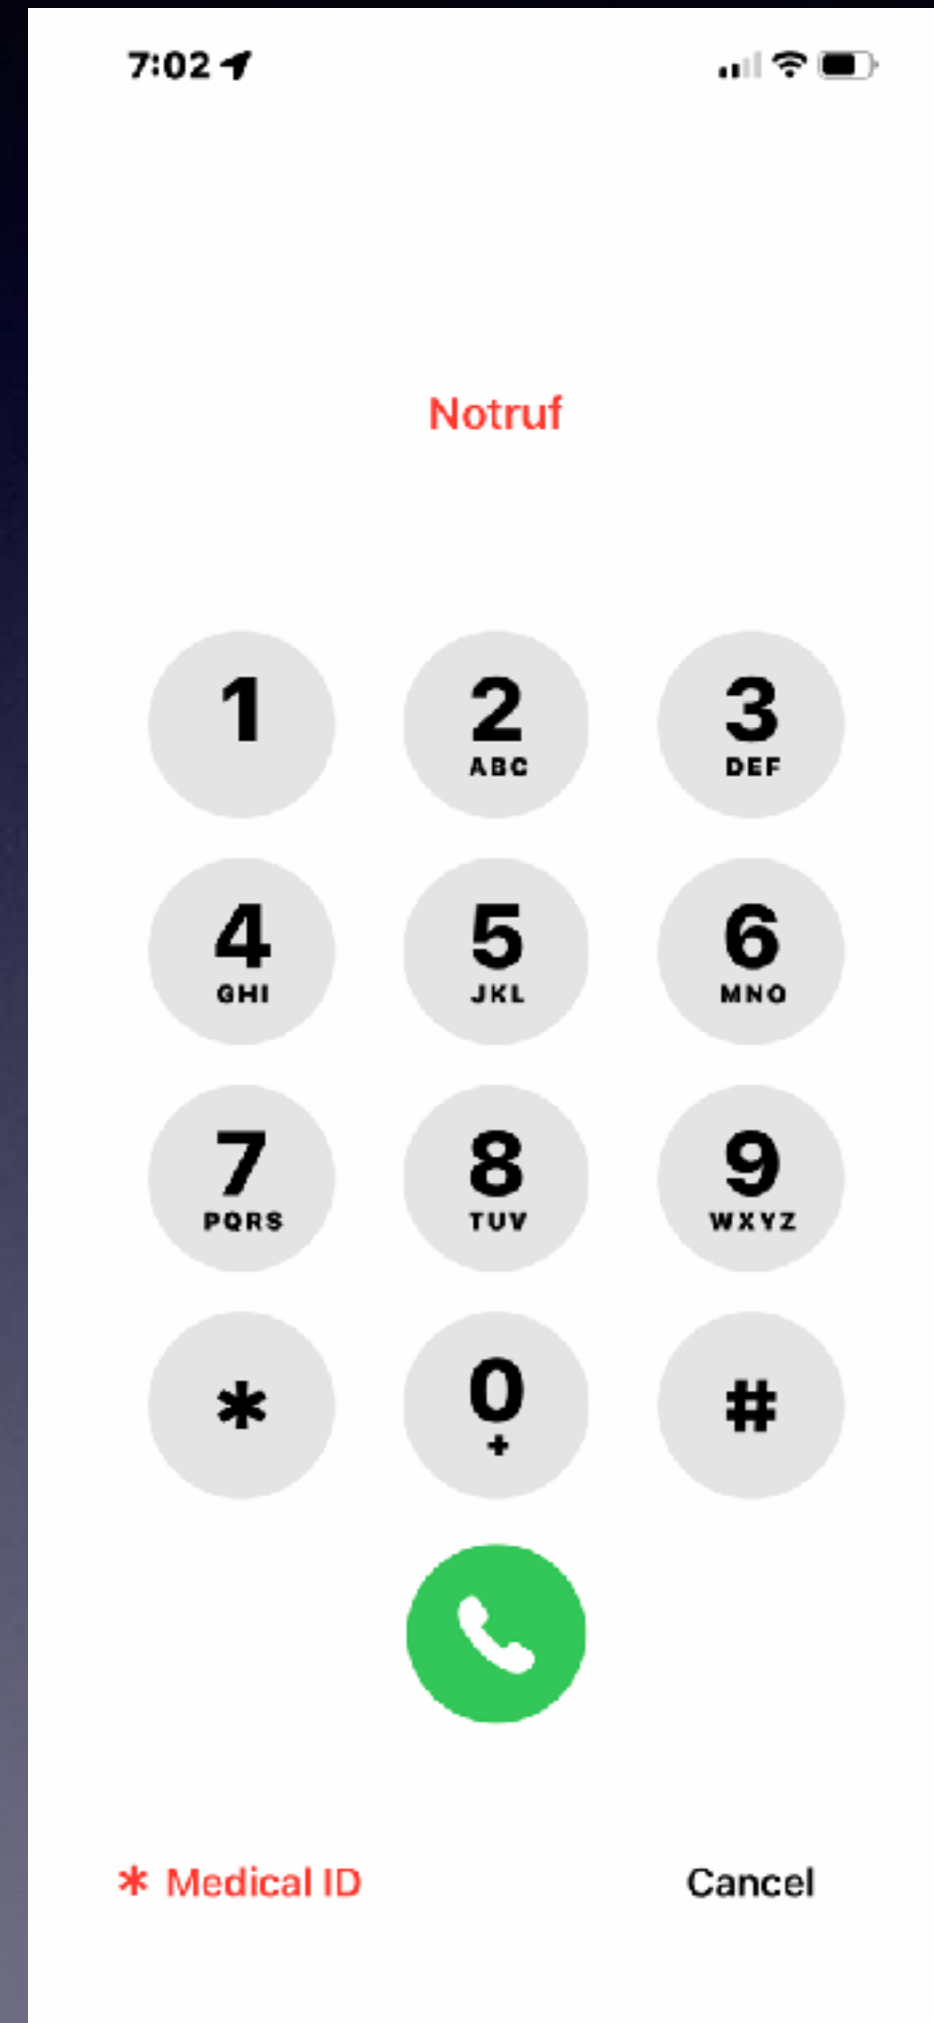 7:02
Notruf
1 2 3
ABC DEF
4 5 6
GHI JKL MNO
7 8 9
PQRS TUV WXYZ
* 0 #
+
* Medical ID Cancel